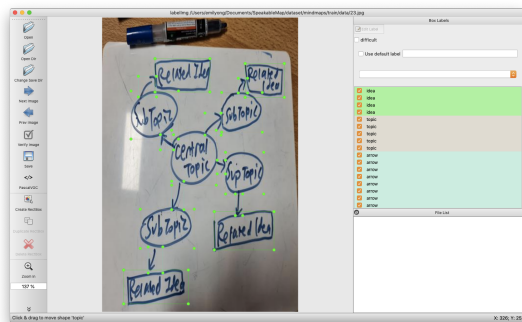 labelImg /Users/emilyong/Documents/SpeakableMap/dataset/mindmaps/train/data/23.jpg
Open
Open Dir
Change Save Dir
Next Image
Prev Image
Verify Image
Save
</>
PascalVOC
Create RectBox
Duplicate RectBox
Delete RectBox
Zoom In
137 %
Related Idea
Related
Idea
SubTopic
SubTopic
Central
Topic
SupTopic
SubTopic
Related Idea
Related Idea
Box Labels
Edit Label
difficult
Use default label
idea
idea
idea
idea
topic
topic
topic
topic
arrow
arrow
arrow
arrow
arrow
arrow
arrow
File List
Click & drag to move shape 'topic'